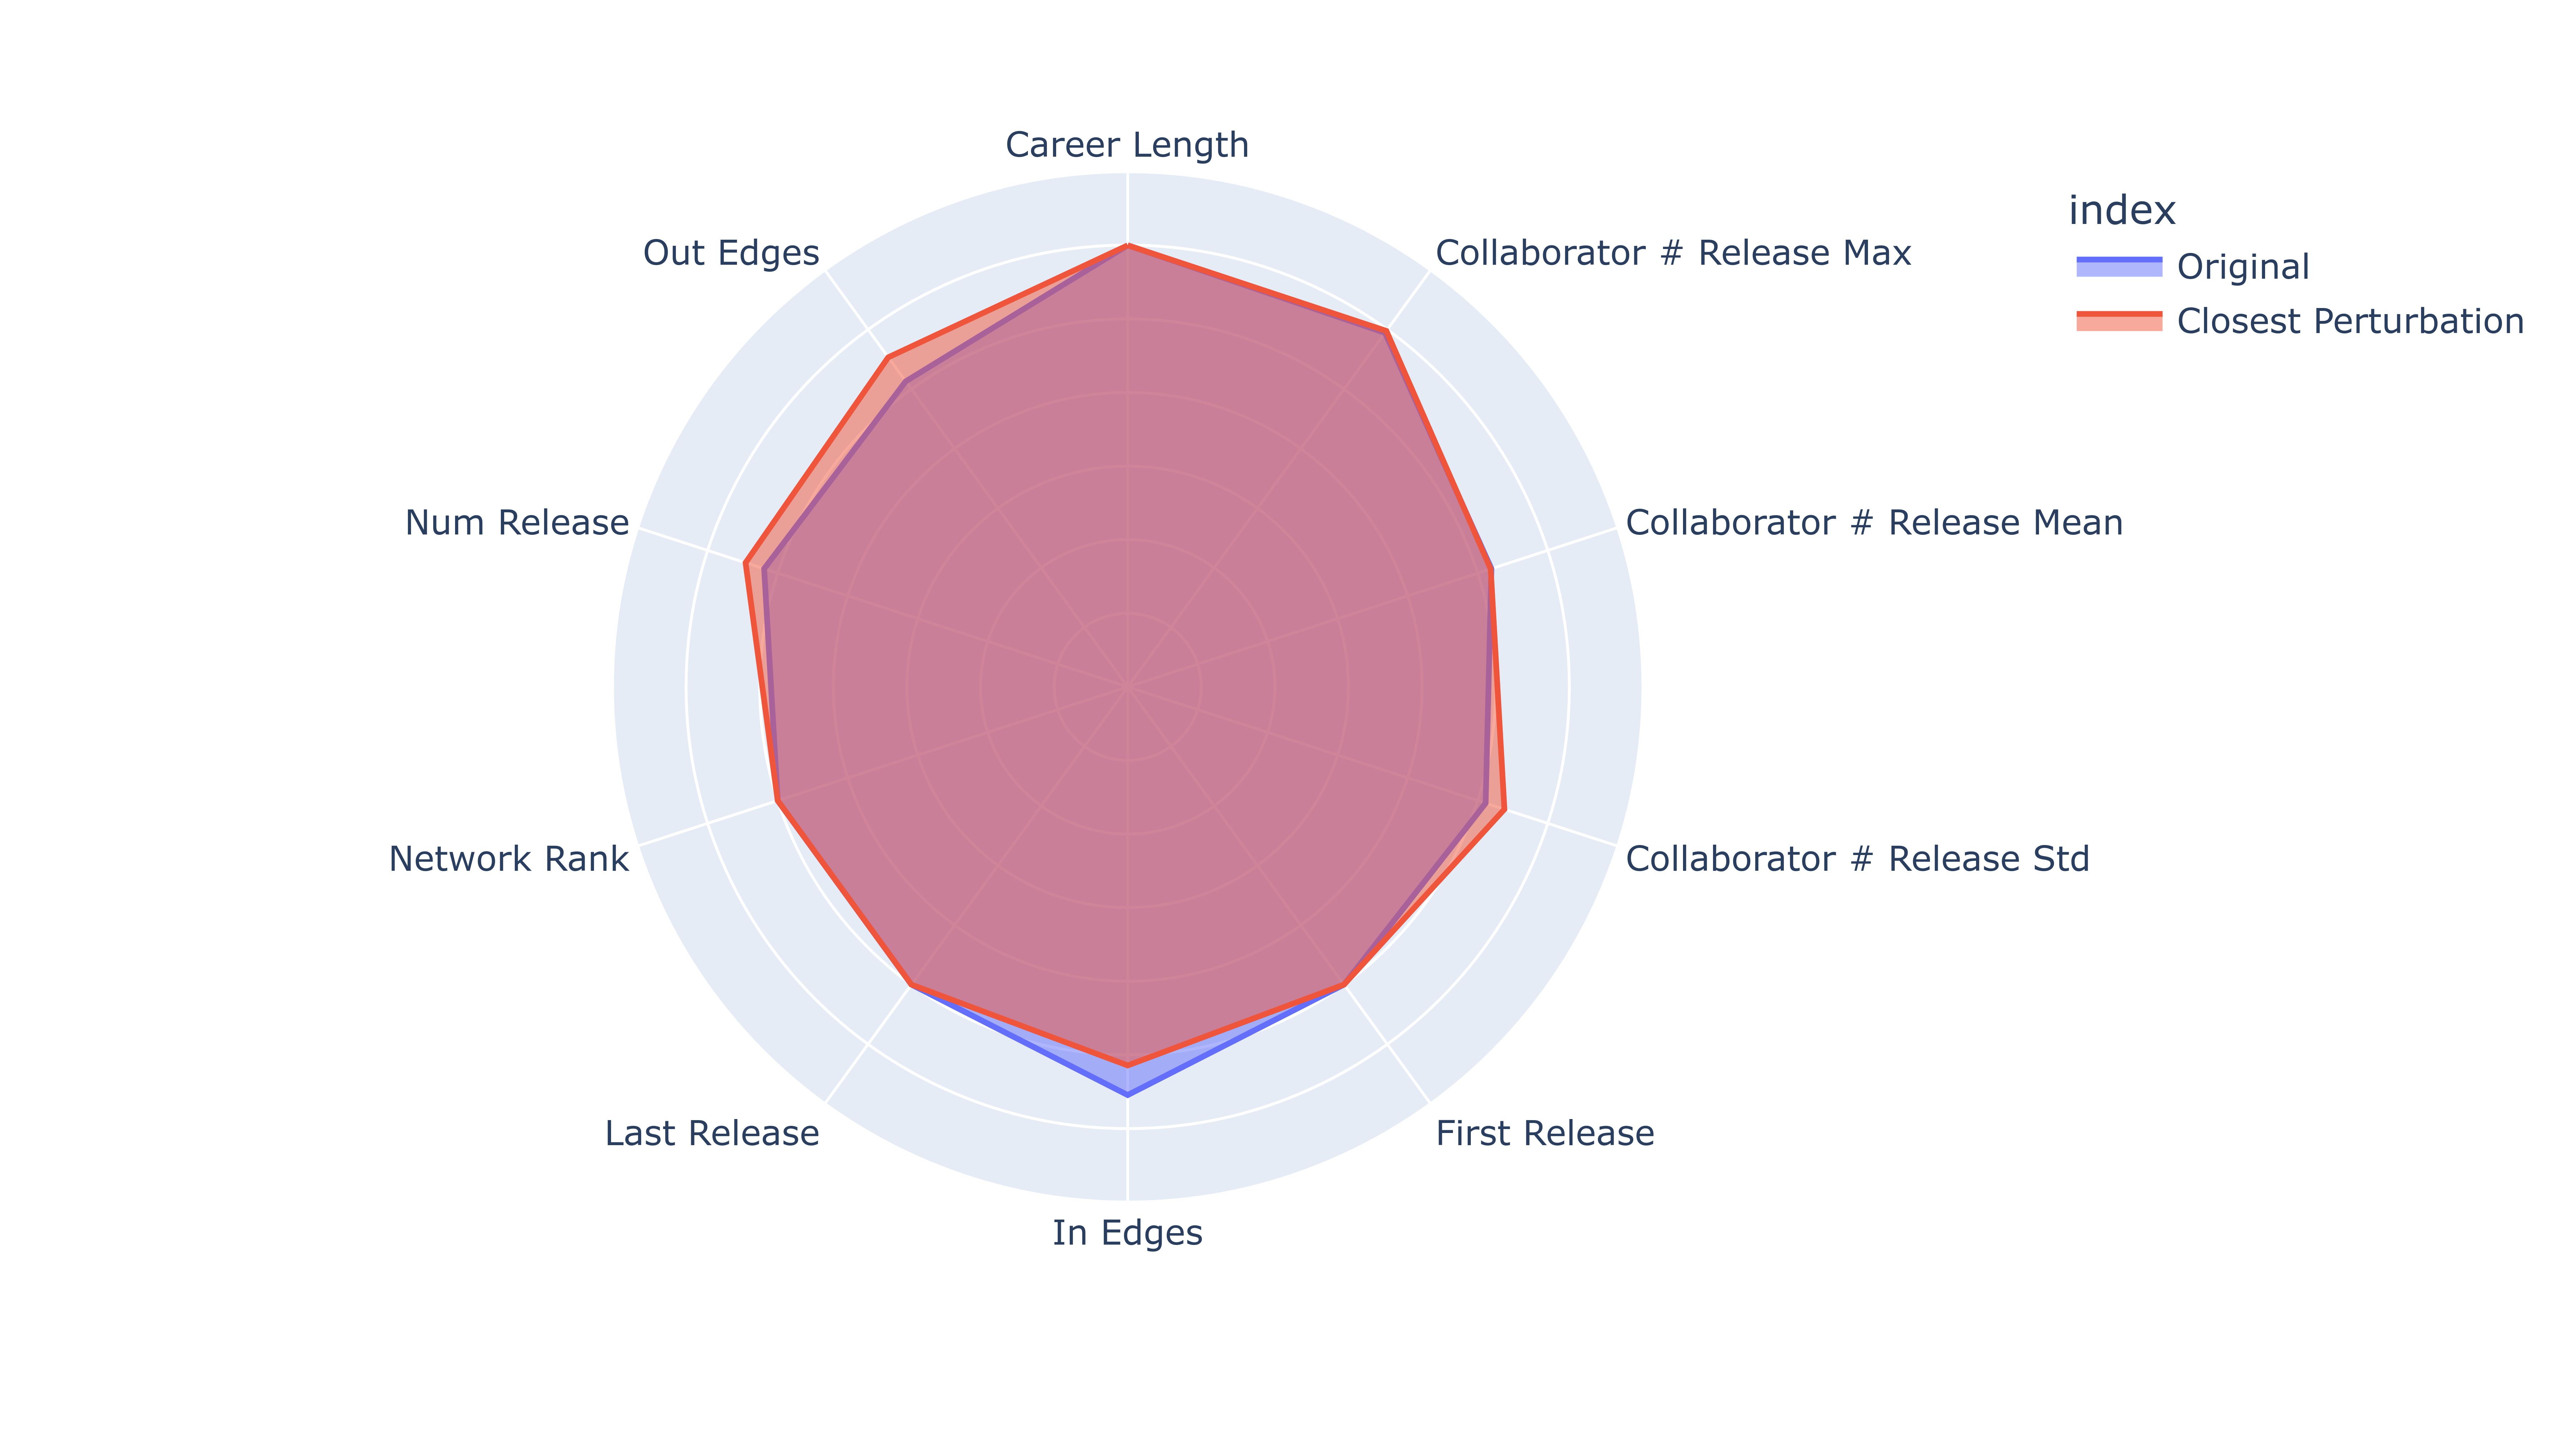 Career Length
Collaborator # Release Max
Collaborator # Release Mean
Collaborator # Release Std
First Release
In Edges
Last Release
Network Rank
Num Release
Out Edges
index
Original
Closest Perturbation